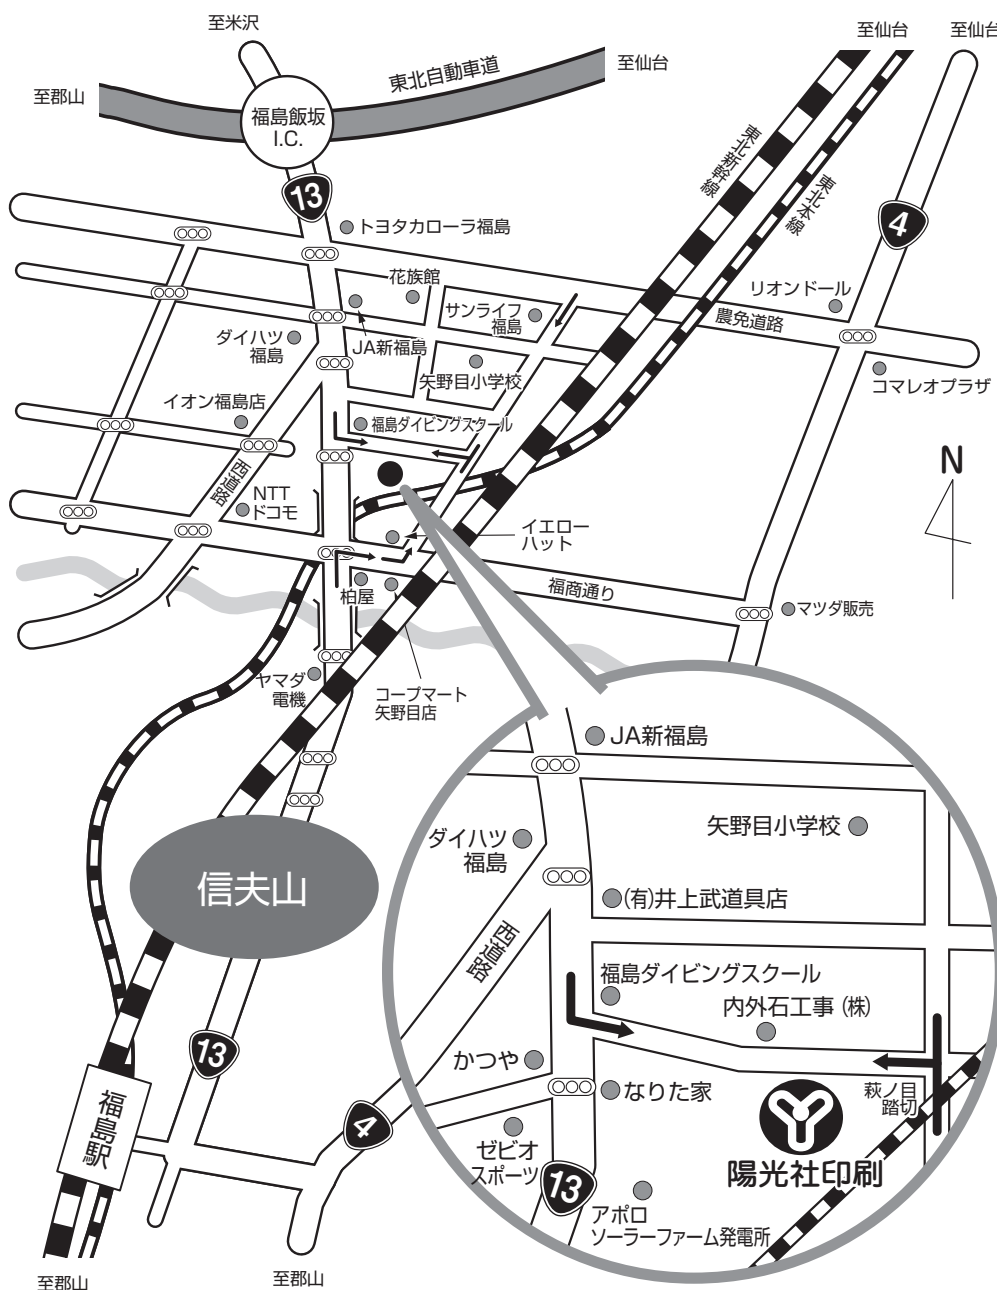 至米沢
至仙台
至仙台
東北自動車道
至仙台
至郡山
福島飯坂
I.C.
13
東北新幹線
東北本線
4
トヨタカローラ福島
花族館
サンライフ
福島
リオンドール
農免道路
ダイハツ
福島
JA新福島
矢野目小学校
コマレオプラザ
イオン福島店
福島ダイビングスクール
西道路
NTT
ドコモ
N
イエロー
ハット
柏屋
福商通り
マツダ販売
ヤマダ
電機
コープマート
矢野目店
信夫山
13
福島駅
4
至郡山
至郡山
JA新福島
ダイハツ
福島
矢野目小学校
(有)井上武道具店
西道路
福島ダイビングスクール
内外石工事(株)
かつや
なりた家
萩ノ目
踏切
ゼビオ
スポーツ
13
陽光社印刷
アポロ
ソーラーファーム発電所